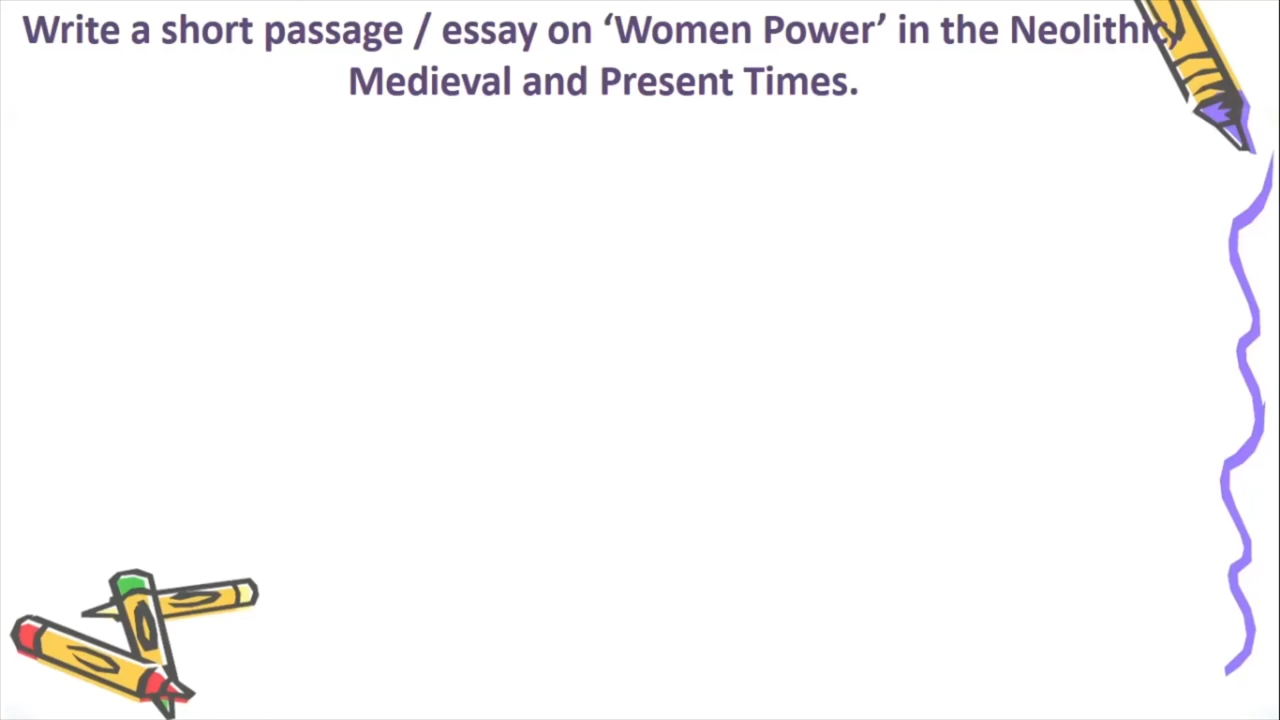 Write a short passage / essay on ‘Women Power’ in the Neolithic,
Medieval and Present Times.